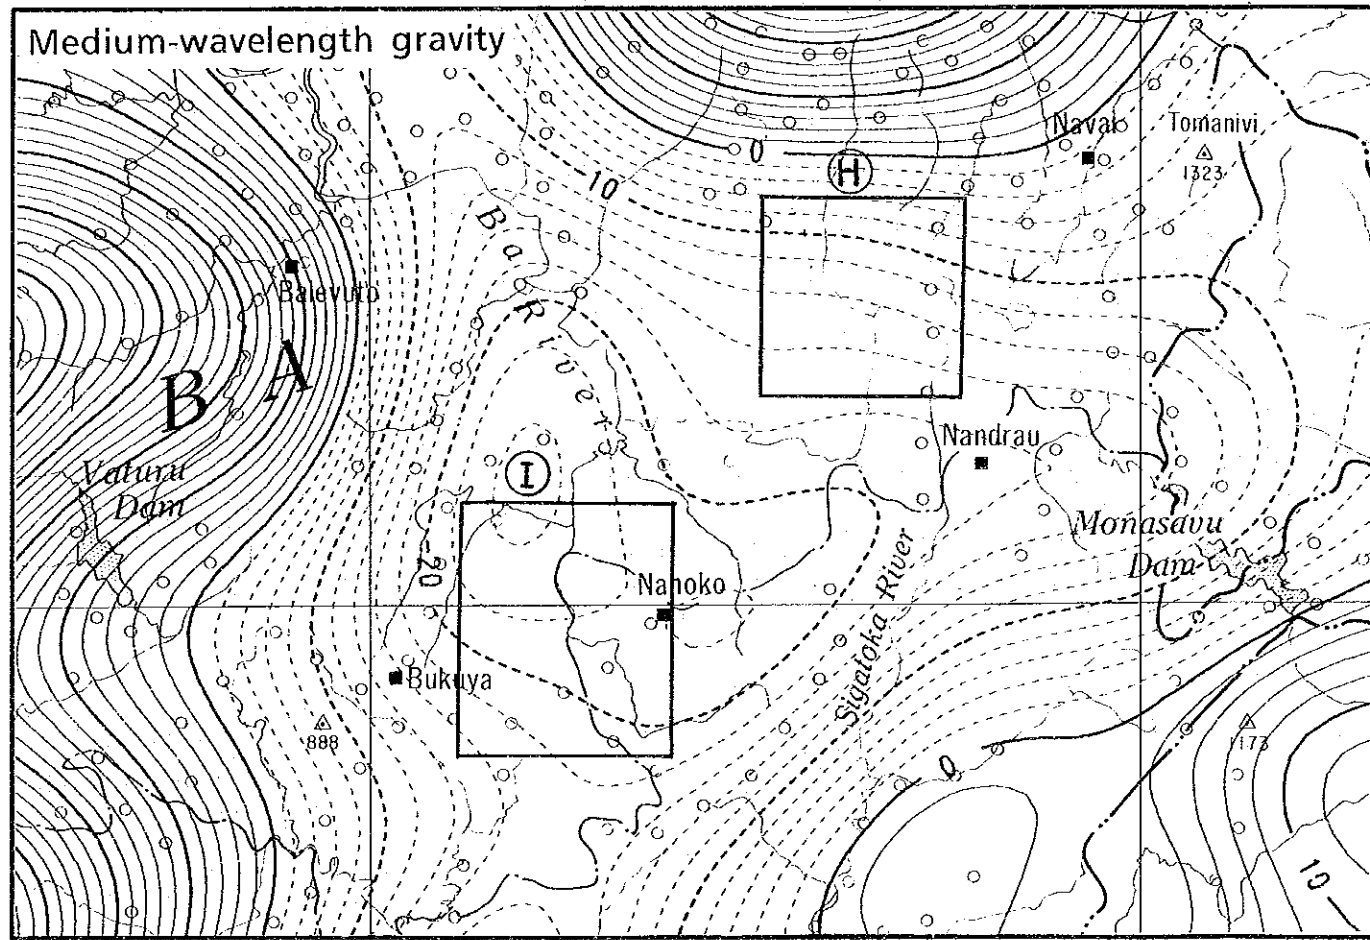 Medium-wavelength gravity
Navai
Tomanivi
1323
0
H
10
Ba River
Balevuto
BA
Nandrau
I
Vaturu
Dam
Monasavu
Dam
-20
Nanoko
Sigatoka River
Bukuya
888
1173
0
10